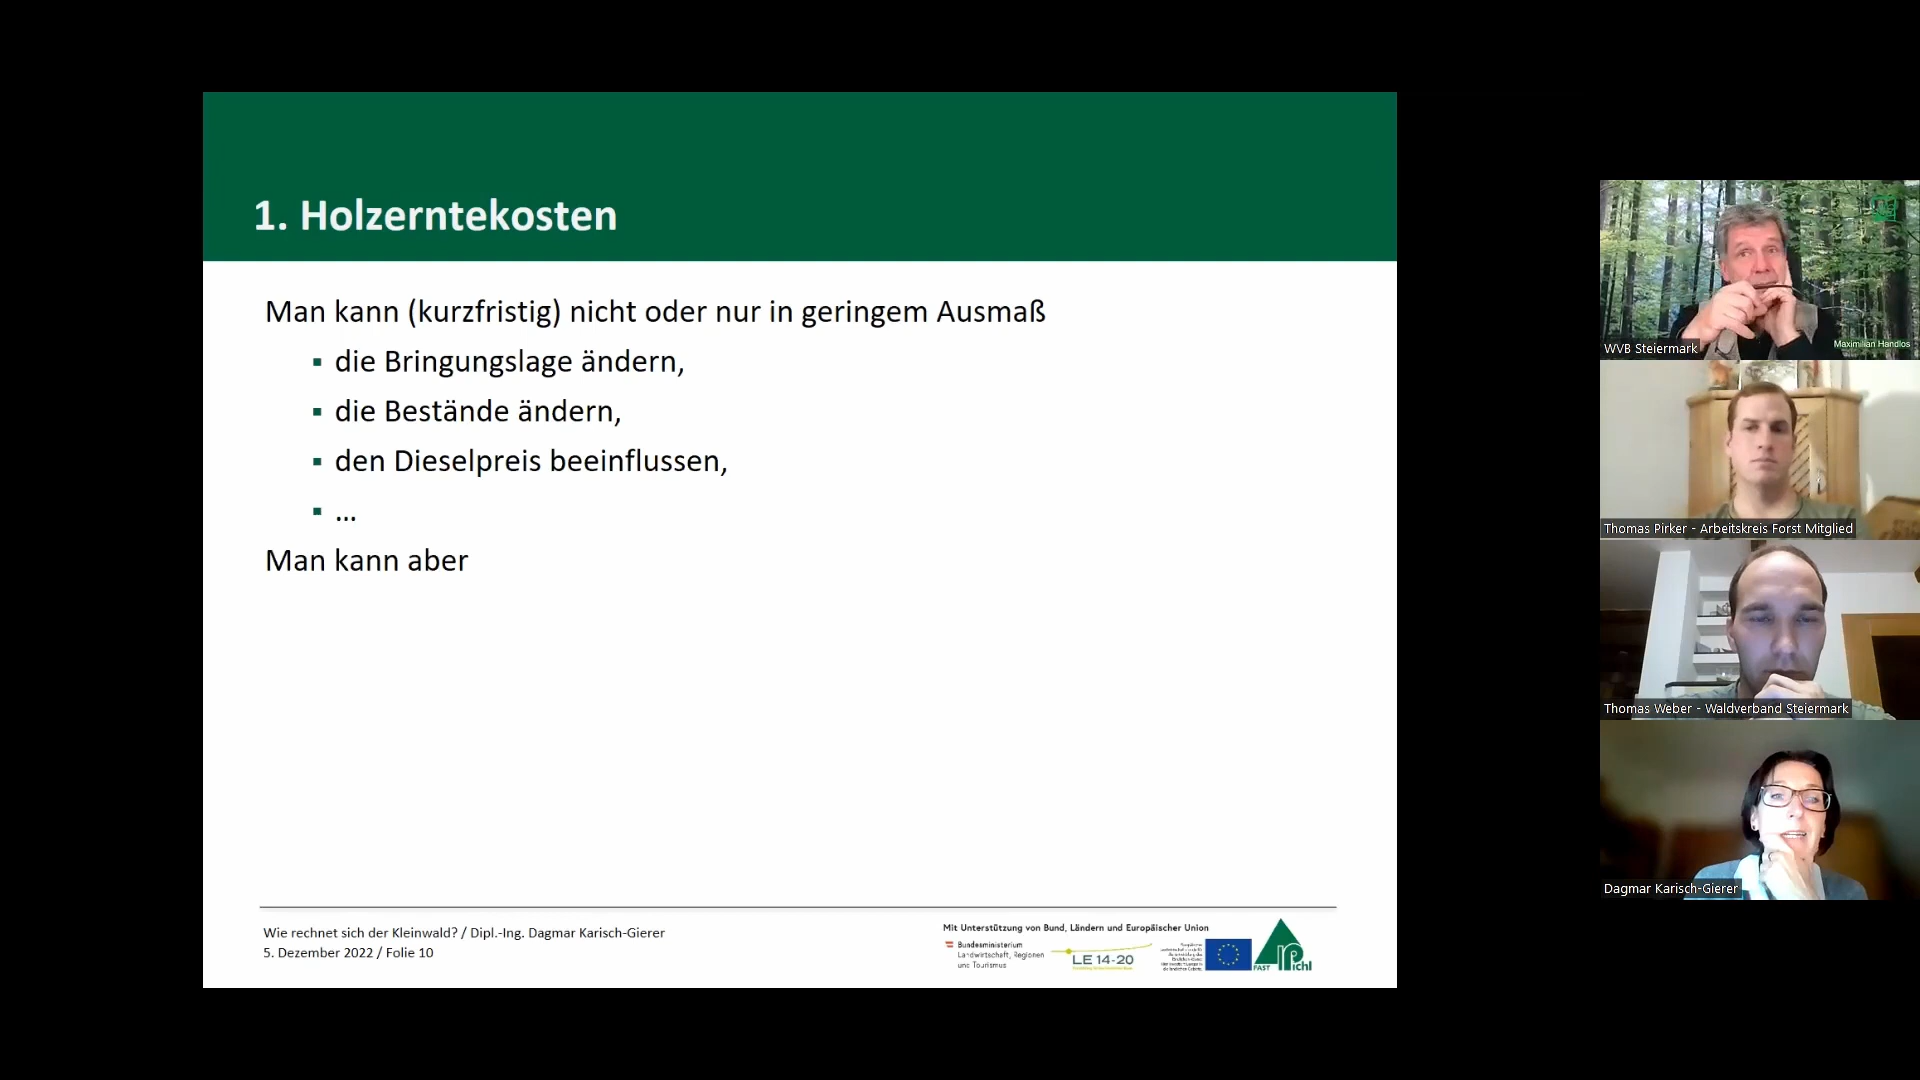 1. Holzerntekosten
Man kann (kurzfristig) nicht oder nur in geringem Ausmaß
▪ die Bringungslage ändern,
▪ die Bestände ändern,
▪ den Dieselpreis beeinflussen,
▪ ...
Man kann aber
Wie rechnet sich der Kleinwald? / Dipl.-Ing. Dagmar Karisch-Gierer
5. Dezember 2022 / Folie 10
Mit Unterstützung von Bund, Ländern und Europäischer Union
Bundesministerium
Landwirtschaft, Regionen
und Tourismus
LE 14-20
FAST Pichl
Maximilian Handlos
WVB Steiermark
Thomas Pirker - Arbeitskreis Forst Mitglied
Thomas Weber - Waldverband Steiermark
Dagmar Karisch-Gierer